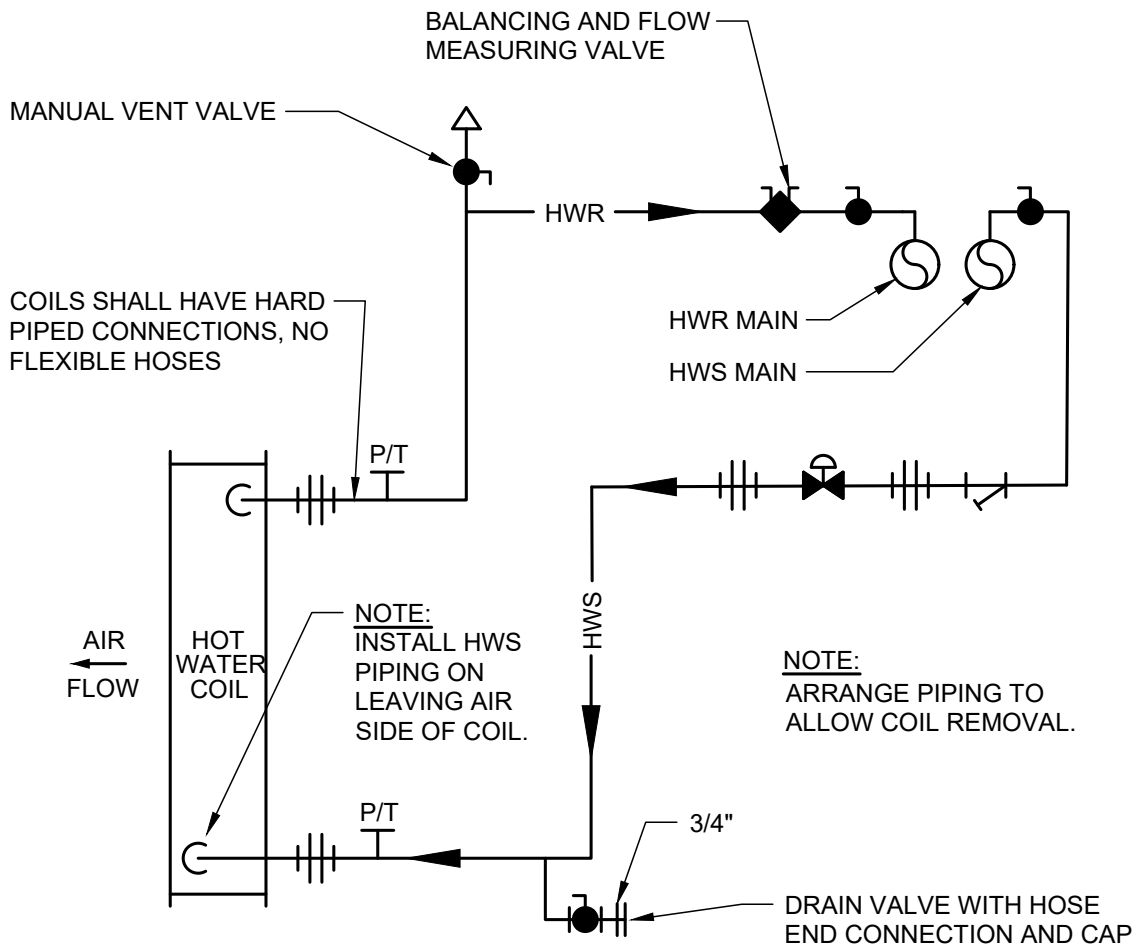 BALANCING AND FLOW
MEASURING VALVE
MANUAL VENT VALVE
HWR
COILS SHALL HAVE HARD
PIPED CONNECTIONS, NO
FLEXIBLE HOSES
HWR MAIN
HWS MAIN
P/T
HWS
NOTE:
INSTALL HWS
PIPING ON
LEAVING AIR
SIDE OF COIL.
AIR
FLOW
HOT
WATER
COIL
NOTE:
ARRANGE PIPING TO
ALLOW COIL REMOVAL.
P/T
3/4"
DRAIN VALVE WITH HOSE
END CONNECTION AND CAP